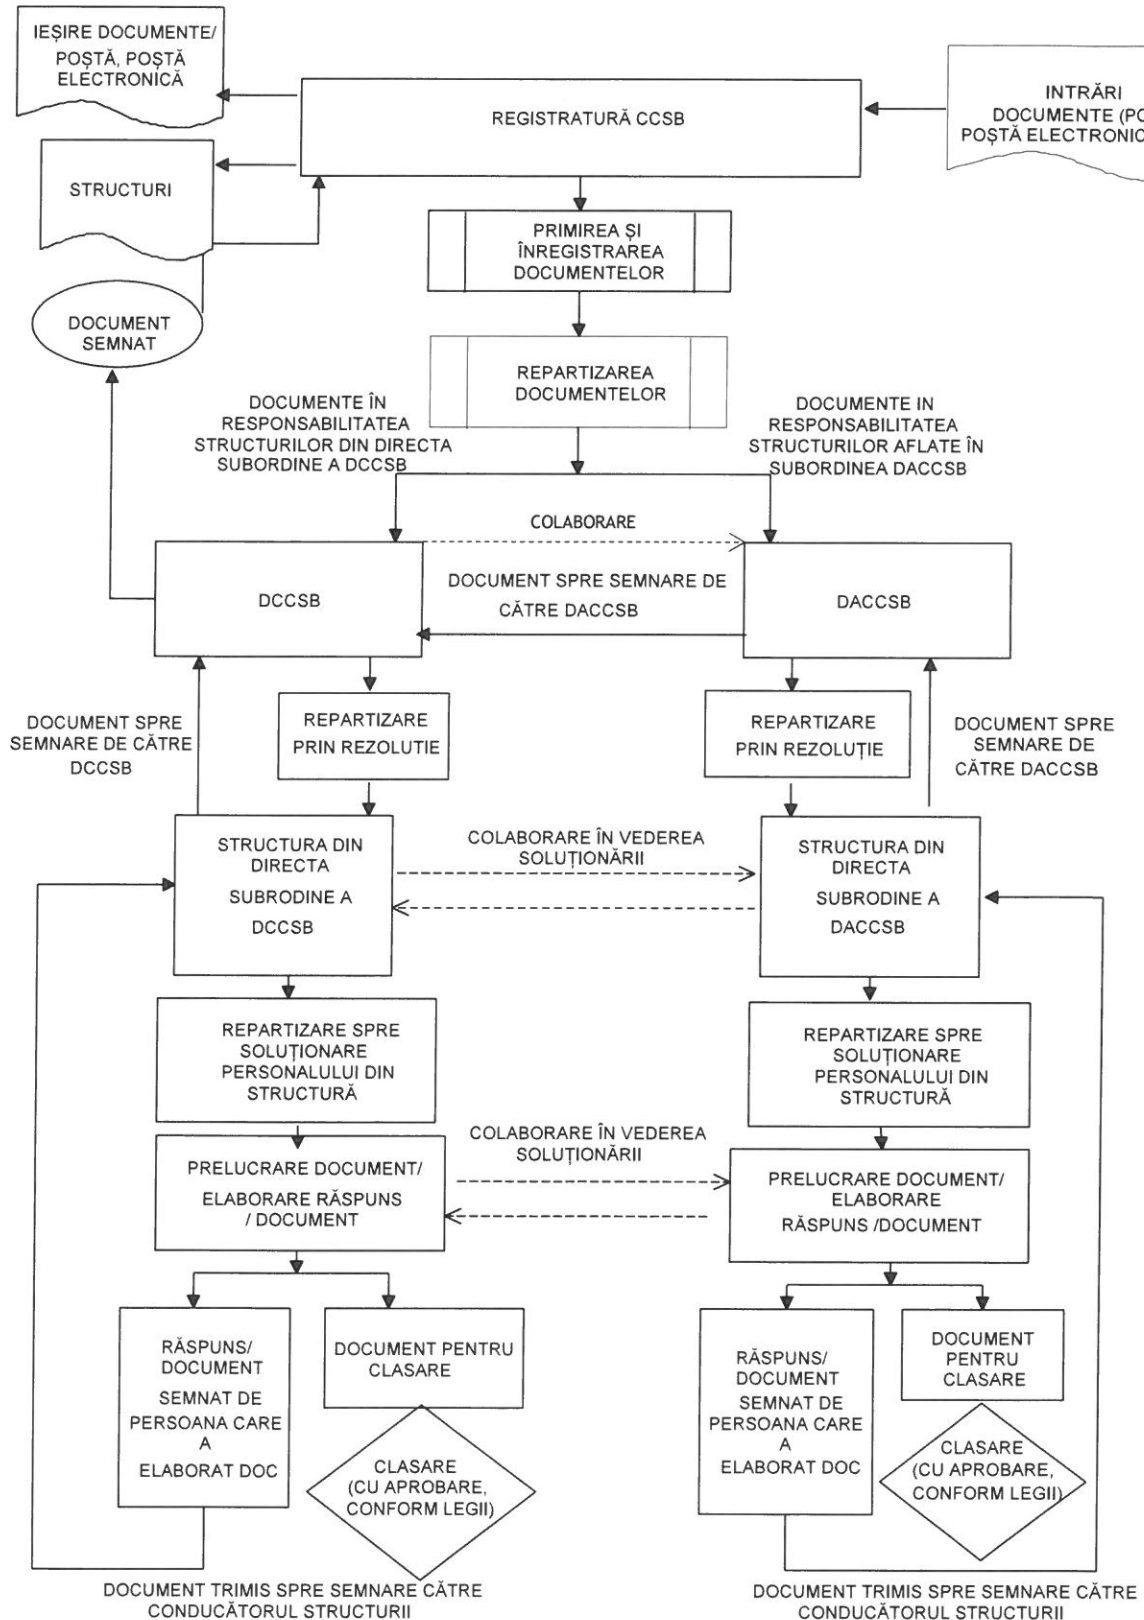 IEȘIRE DOCUMENTE/
POȘTĂ, POȘTĂ
ELECTRONICĂ
REGISTRATURĂ CCSB
INTRĂRI
DOCUMENTE
POȘTĂ
STRUCTURI
PRIMIREA ȘI
ÎNREGISTRAREA
DOCUMENTELOR
DOCUMENT
SEMNAT
REPARTIZAREA
DOCUMENTELOR
DOCUMENTE ÎN
RESPONSABILITATEA
STRUCTURILOR DIN DIRECTA
SUBORDINE A DCCSB
DOCUMENTE IN
RESPONSABILITATEA
STRUCTURILOR AFLATE ÎN
SUBORDINEA DACCSB
COLABORARE
DCCSB
DOCUMENT SPRE SEMNARE DE
CĂTRE DACCSB
DACCSB
DOCUMENT SPRE
SEMNARE DE CĂTRE
DCCSB
REPARTIZARE
PRIN REZOLUTIE
REPARTIZARE
PRIN REZOLUȚIE
DOCUMENT SPRE
SEMNARE DE
CĂTRE DACCSB
STRUCTURA DIN
DIRECTA
SUBRODINE A
DCCSB
COLABORARE ÎN VEDEREA
SOLUȚIONĂRII
STRUCTURA DIN
DIRECTA
SUBRODINE A
DACCSB
REPARTIZARE SPRE
SOLUȚIONARE
PERSONALULUI DIN
STRUCTURĂ
REPARTIZARE SPRE
SOLUȚIONARE
PERSONALULUI DIN
STRUCTURĂ
COLABORARE ÎN VEDEREA
SOLUȚIONĂRII
PRELUCRARE DOCUMENT/
ELABORARE RĂSPUNS
/ DOCUMENT
PRELUCRARE DOCUMENT/
ELABORARE
RĂSPUNS /DOCUMENT
RĂSPUNS/
DOCUMENT
SEMNAT DE
PERSOANA CARE
A
ELABORAT DOC
DOCUMENT PENTRU
CLASARE
CLASARE
(CU APROBARE,
CONFORM LEGII)
RĂSPUNS/
DOCUMENT
SEMNAT DE
PERSOANA CARE
A
ELABORAT DOC
DOCUMENT
PENTRU
CLASARE
CLASARE
(CU APROBARE,
CONFORM LEGII)
DOCUMENT TRIMIS SPRE SEMNARE CĂTRE
CONDUCĂTORUL STRUCTURII
DOCUMENT TRIMIS SPRE SEMNARE CĂTRE
CONDUCĂTORUL STRUCTURII